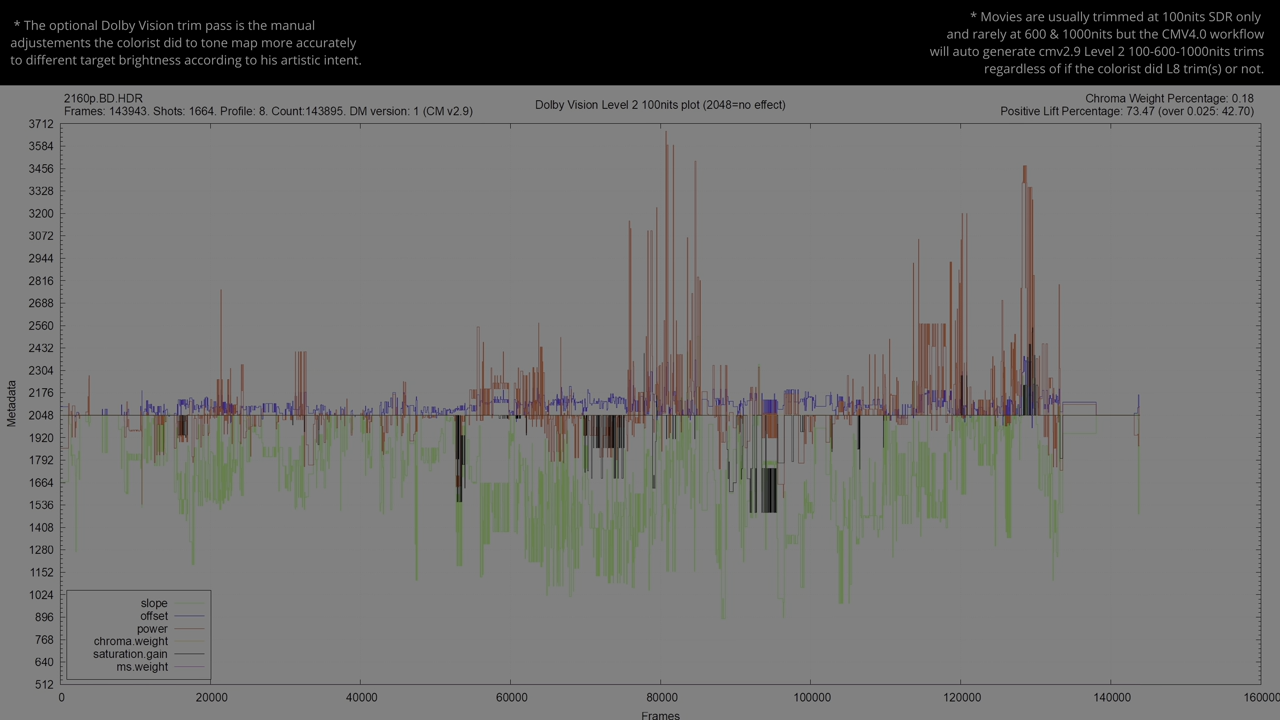 * The optional Dolby Vision trim pass is the manual
adjustements the colorist did to tone map more accurately
to different target brightness according to his artistic intent.
* Movies are usually trimmed at 100nits SDR only
and rarely at 600 & 1000nits but the CMV4.0 workflow
will auto generate cmv2.9 Level 2 100-600-1000nits trims
regardless of if the colorist did L8 trim(s) or not.
2160p.BD.HDR
Frames: 143943. Shots: 1664. Profile: 8. Count:143895. DM version: 1 (CM v2.9)
Dolby Vision Level 2 100nits plot (2048=no effect)
Chroma Weight Percentage: 0.18
Positive Lift Percentage: 73.47 (over 0.025: 42.70)
3712
3584
3456
3328
3200
3072
2944
2816
2688
2560
2432
2304
2176
2048
1920
1792
1664
1536
1408
1280
1152
1024
896
768
640
512
Metadata
slope
offset
power
chroma.weight
saturation.gain
ms.weight
0
20000
40000
60000
80000
100000
120000
140000
160000
Frames